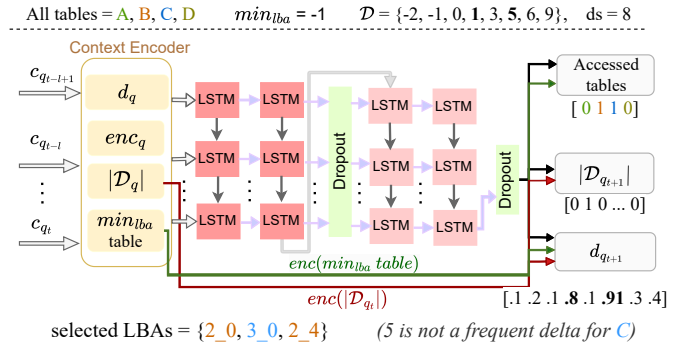 All tables = A, B, C, D   min_lba = -1   𝒟 = {-2, -1, 0, 1, 3, 5, 6, 9},   ds = 8
Context Encoder
c_{q_{t-l+1}}
c_{q_{t-l}}
⋮
c_{q_t}
d_q
enc_q
|𝒟_q|
min_lba
table
LSTM LSTM LSTM LSTM
LSTM LSTM LSTM LSTM
LSTM LSTM LSTM LSTM
Dropout
Dropout
Accessed
tables
[ 0 1 1 0]
|𝒟_{q_{t+1}}|
[0 1 0 ... 0]
d_{q_{t+1}}
[.1 .2 .1 .8 .1 .91 .3 .4]
enc(min_lba table)
enc(|𝒟_{q_t}|)
selected LBAs = {2_0, 3_0, 2_4}   (5 is not a frequent delta for C)